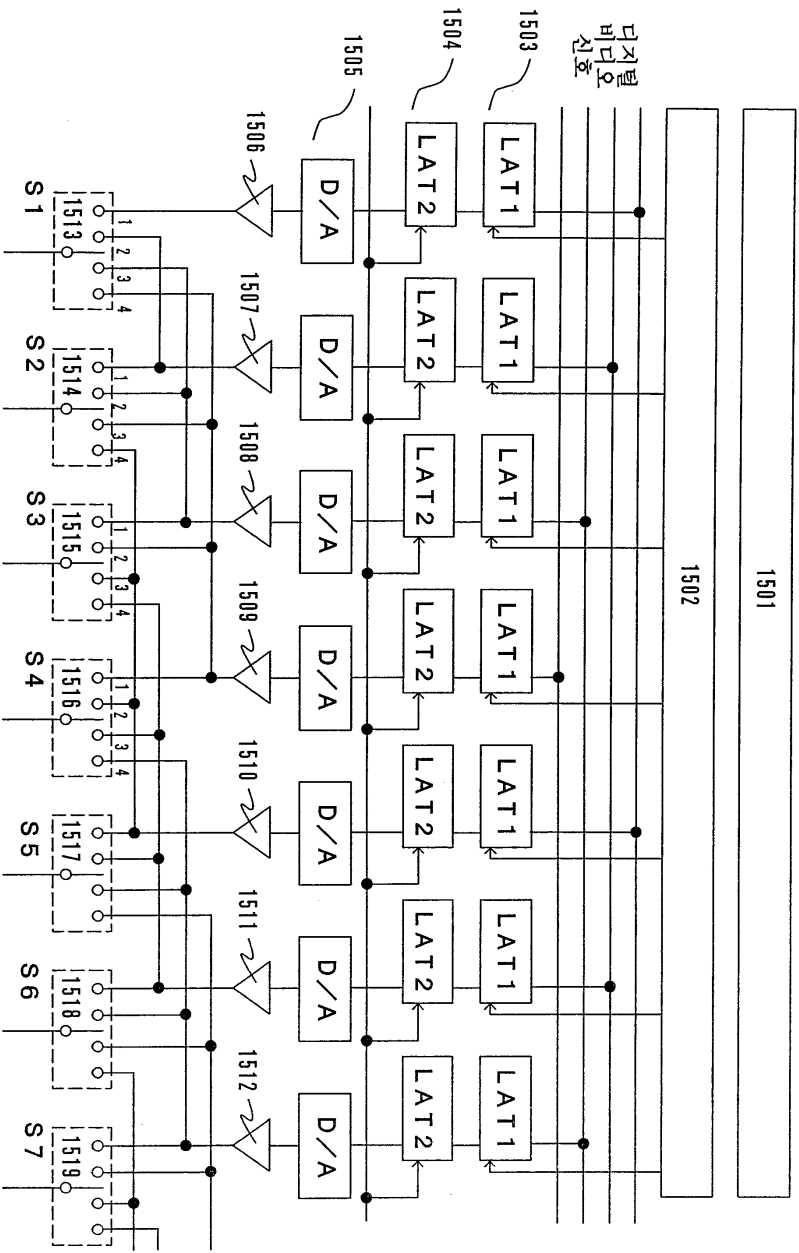 1501
1502
디지털
비디오
신호
1503 LAT1 LAT1 LAT1 LAT1 LAT1 LAT1 LAT1
1504 LAT2 LAT2 LAT2 LAT2 LAT2 LAT2 LAT2
1505 D/A D/A D/A D/A D/A D/A D/A
1506 1507 1508 1509 1510 1511 1512
1 2 3 4 1 2 3 4 1 2 3 4 1 2 3 4
1513 1514 1515 1516 1517 1518 1519
S1 S2 S3 S4 S5 S6 S7